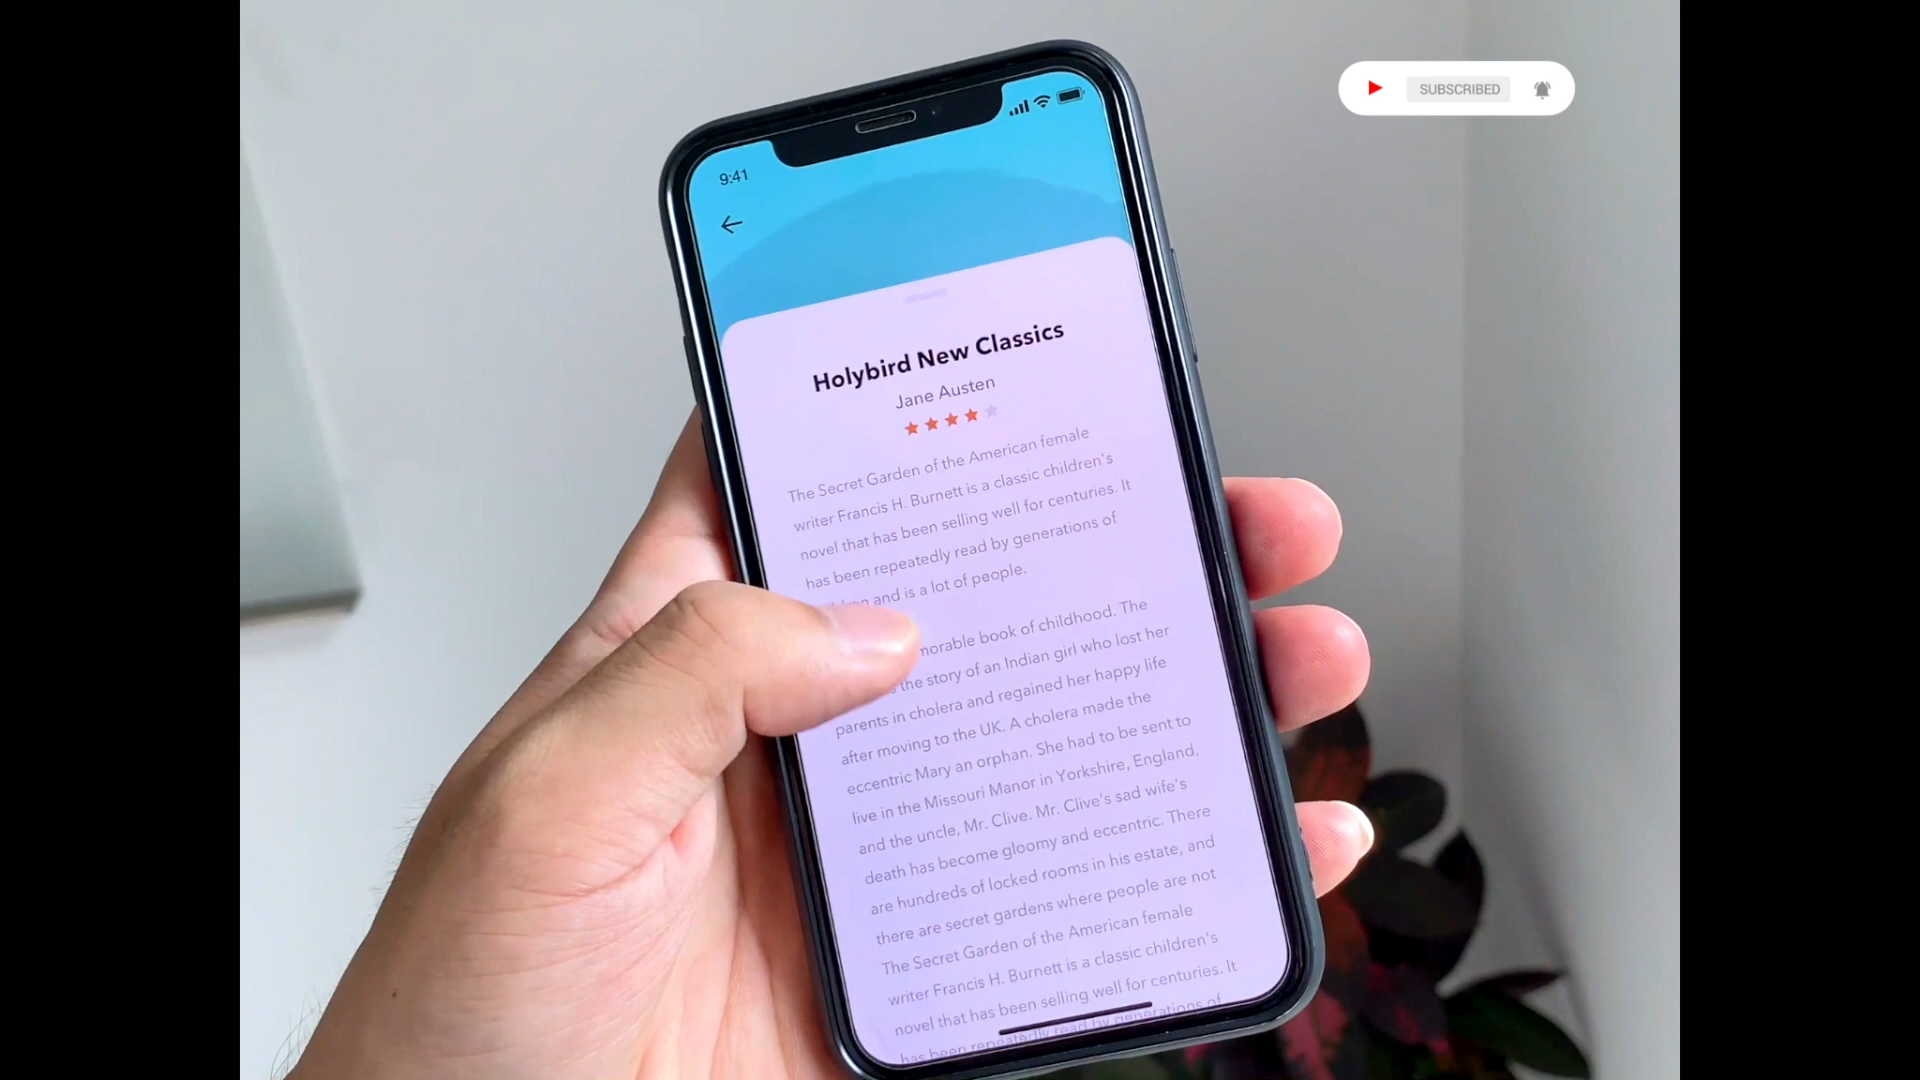 SUBSCRIBED
9:41
Holybird New Classics
Jane Austen
The Secret Garden of the American female
writer Francis H. Burnett is a classic children's
novel that has been selling well for centuries. It
has been repeatedly read by generations of
and is a lot of people.
book of childhood. The
the story of an Indian girl who lost her
parents in cholera and regained her happy life
after moving to the UK. A cholera made the
eccentric Mary an orphan. She had to be sent to
live in the Missouri Manor in Yorkshire, England,
and the uncle, Mr. Clive. Mr. Clive's sad wife's
death has become gloomy and eccentric. There
are hundreds of locked rooms in his estate, and
there are secret gardens where people are not
The Secret Garden of the American female
writer Francis H. Burnett is a classic children's
novel that has been selling well for centuries. It
has been repeatedly read by generations of